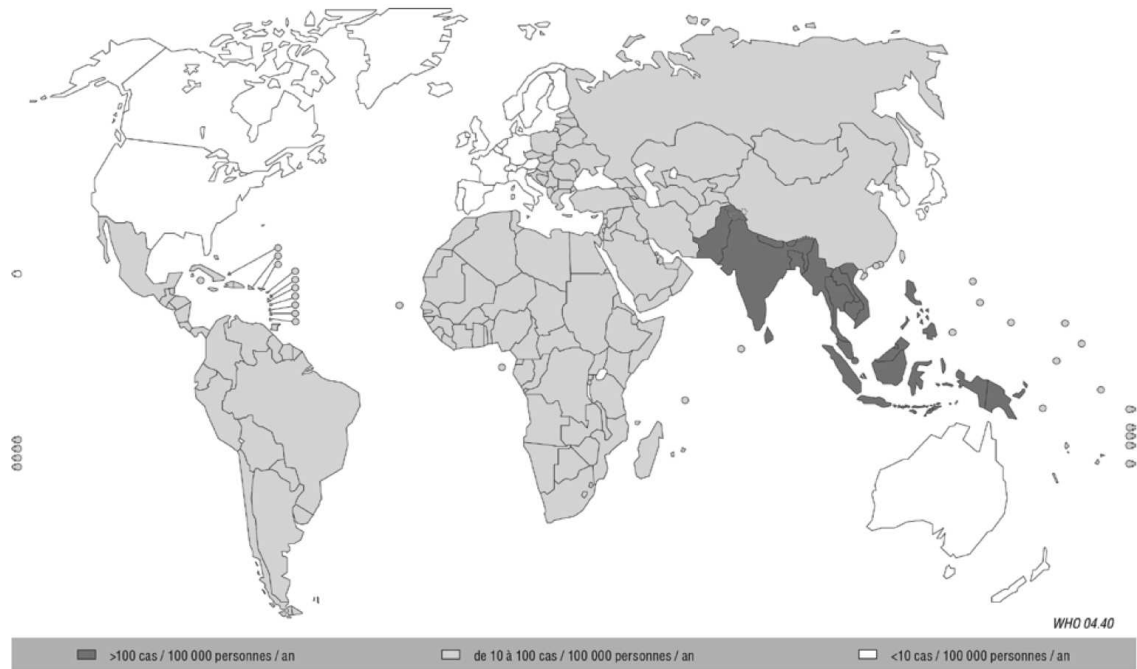 WHO 04.40
>100 cas / 100 000 personnes / an
de 10 à 100 cas / 100 000 personnes / an
<10 cas / 100 000 personnes / an